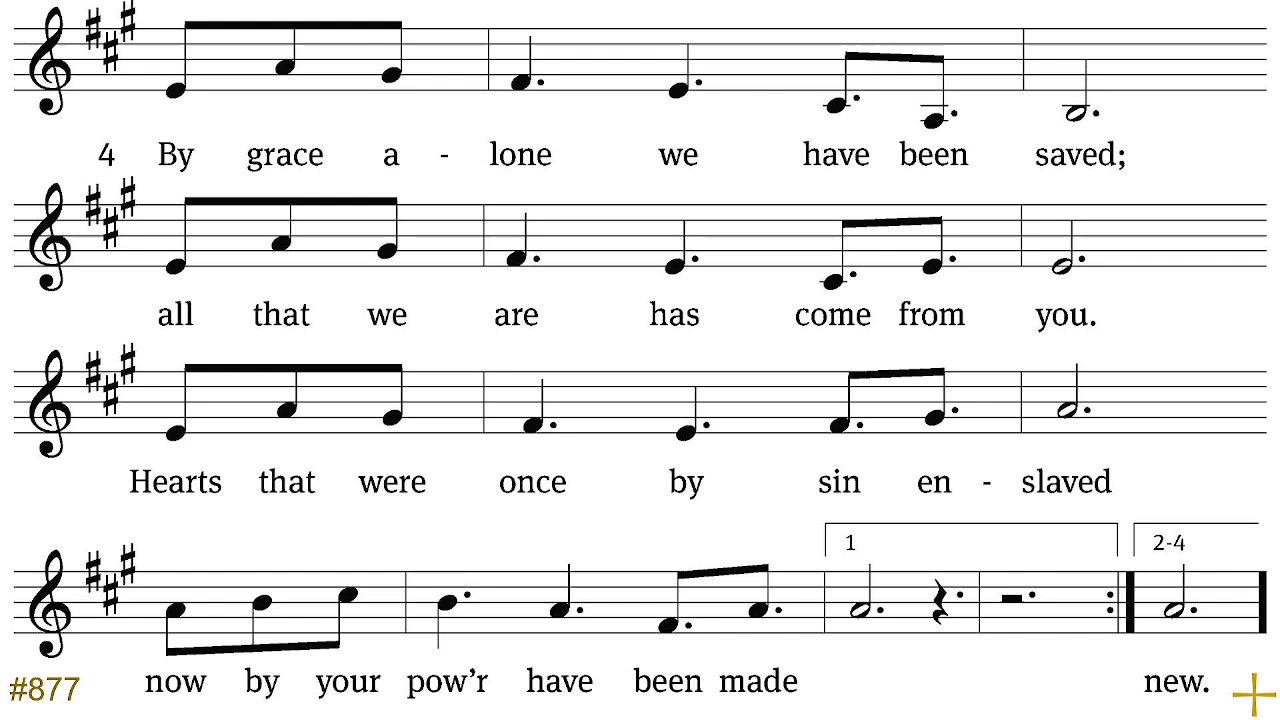 4 By grace a - lone we have been saved;
all that we are has come from you.
Hearts that were once by sin en - slaved
1 2-4
now by your pow’r have been made new.
#877